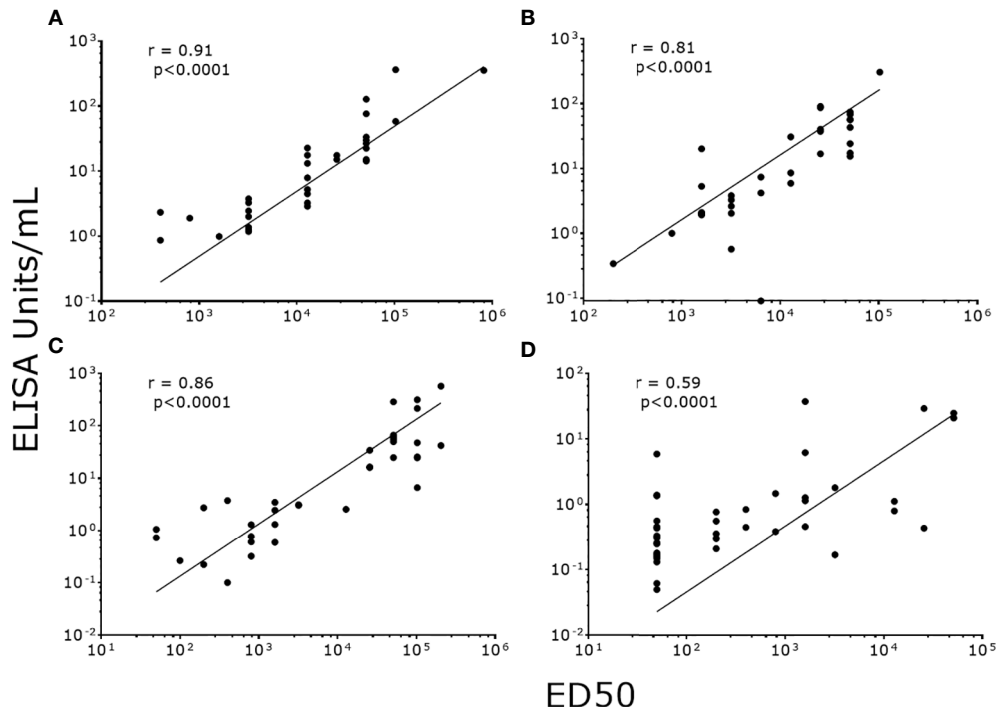 A
10³
r = 0.91
p<0.0001
10²
10¹
10⁰
10⁻¹
10² 10³ 10⁴ 10⁵ 10⁶
B
10³
r = 0.81
p<0.0001
10²
10¹
10⁰
10⁻¹
10² 10³ 10⁴ 10⁵ 10⁶
ELISA Units/mL
C
10³
r = 0.86
p<0.0001
10²
10¹
10⁰
10⁻¹
10⁻²
10¹ 10² 10³ 10⁴ 10⁵ 10⁶
D
10²
r = 0.59
p<0.0001
10¹
10⁰
10⁻¹
10⁻²
10¹ 10² 10³ 10⁴ 10⁵
ED50